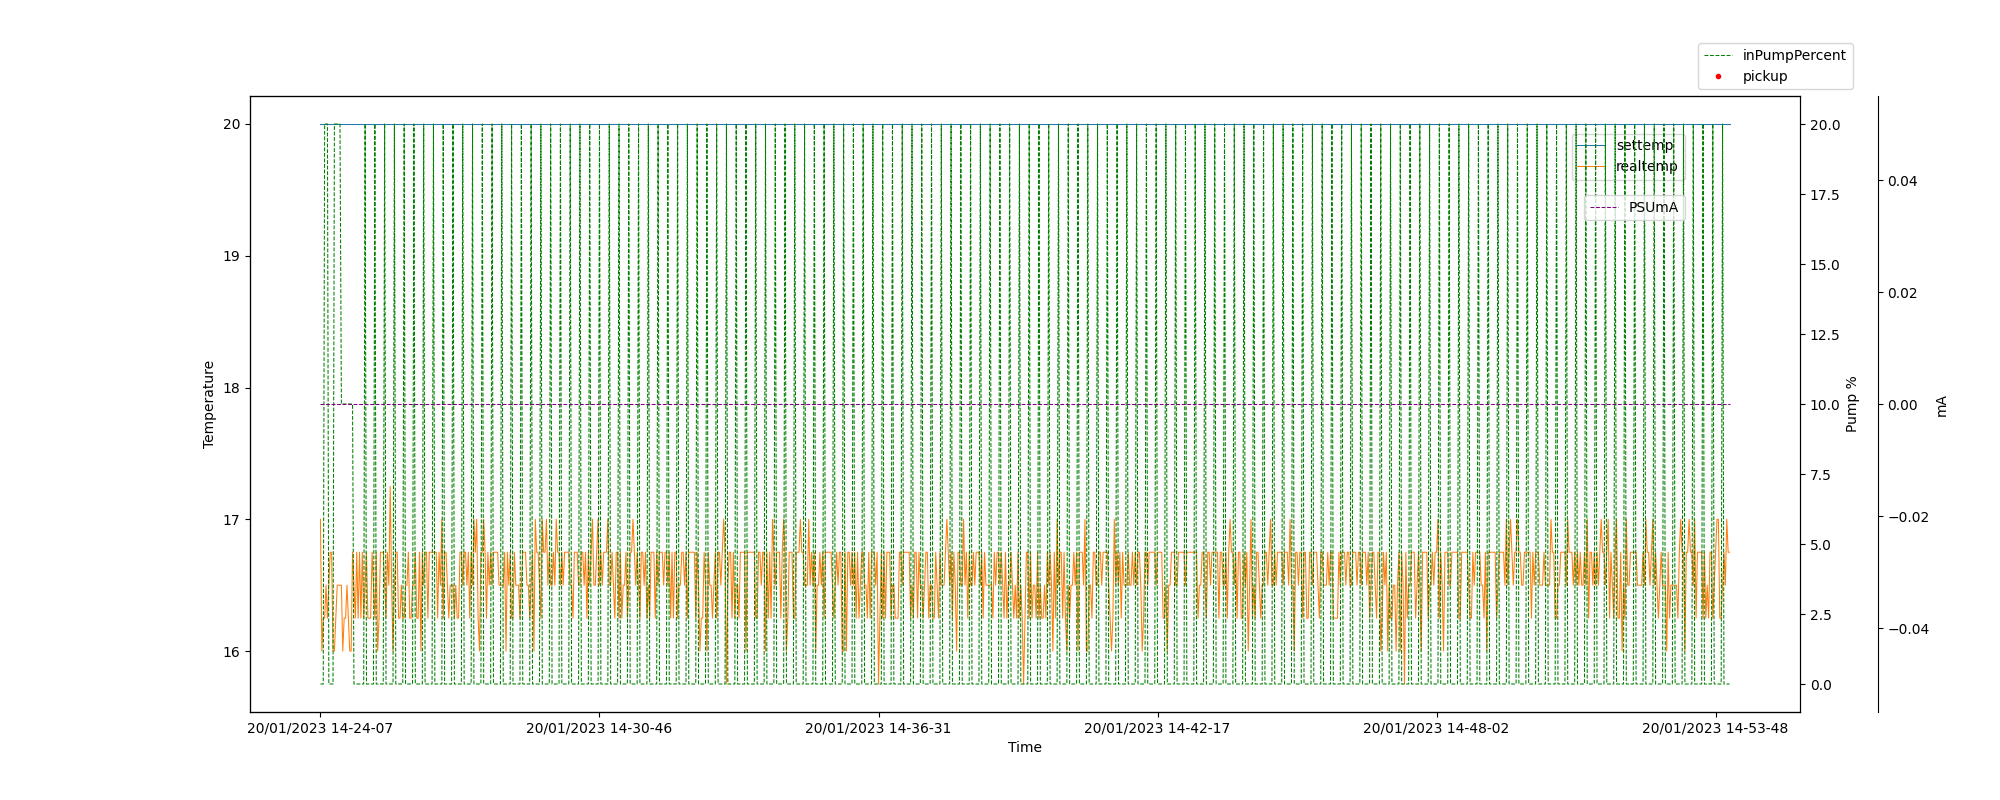 inPumpPercent
pickup
settemp
realtemp
PSUmA
20
19
18
17
16
Temperature
20.0
17.5
15.0
12.5
10.0
7.5
5.0
2.5
0.0
Pump %
0.04
0.02
0.00
−0.02
−0.04
mA
20/01/2023 14-24-07
20/01/2023 14-30-46
20/01/2023 14-36-31
20/01/2023 14-42-17
20/01/2023 14-48-02
20/01/2023 14-53-48
Time